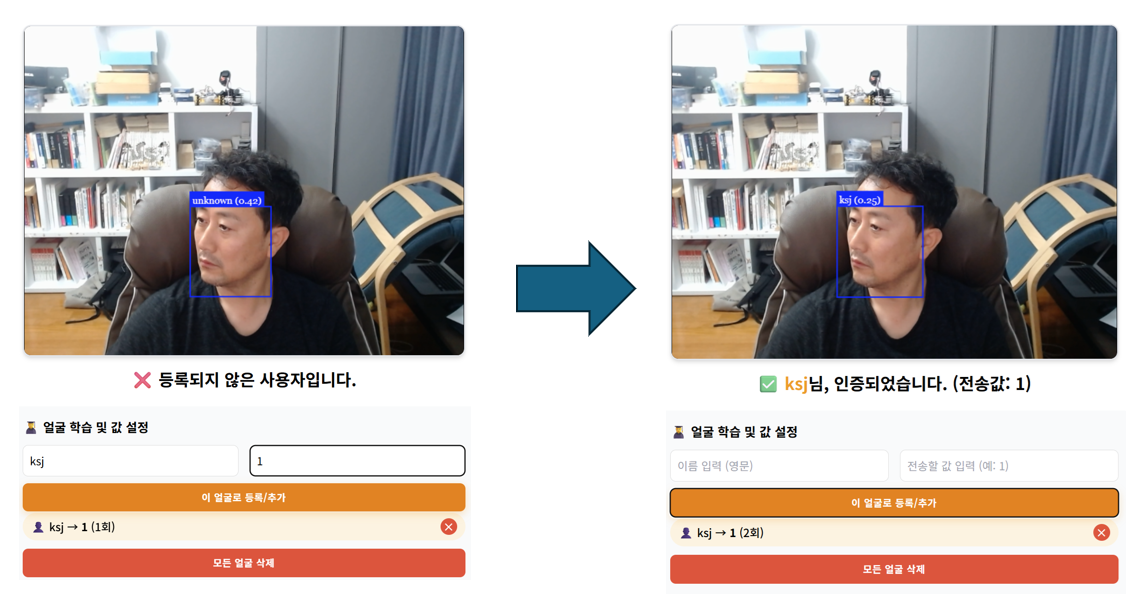 unknown (0.42)
❌ 등록되지 않은 사용자입니다.
얼굴 학습 및 값 설정
ksj
1
이 얼굴로 등록/추가
ksj → 1 (1회)
모든 얼굴 삭제
ksj (0.25)
✅ ksj님, 인증되었습니다. (전송값: 1)
얼굴 학습 및 값 설정
이름 입력 (영문)
전송할 값 입력 (예: 1)
이 얼굴로 등록/추가
ksj → 1 (2회)
모든 얼굴 삭제